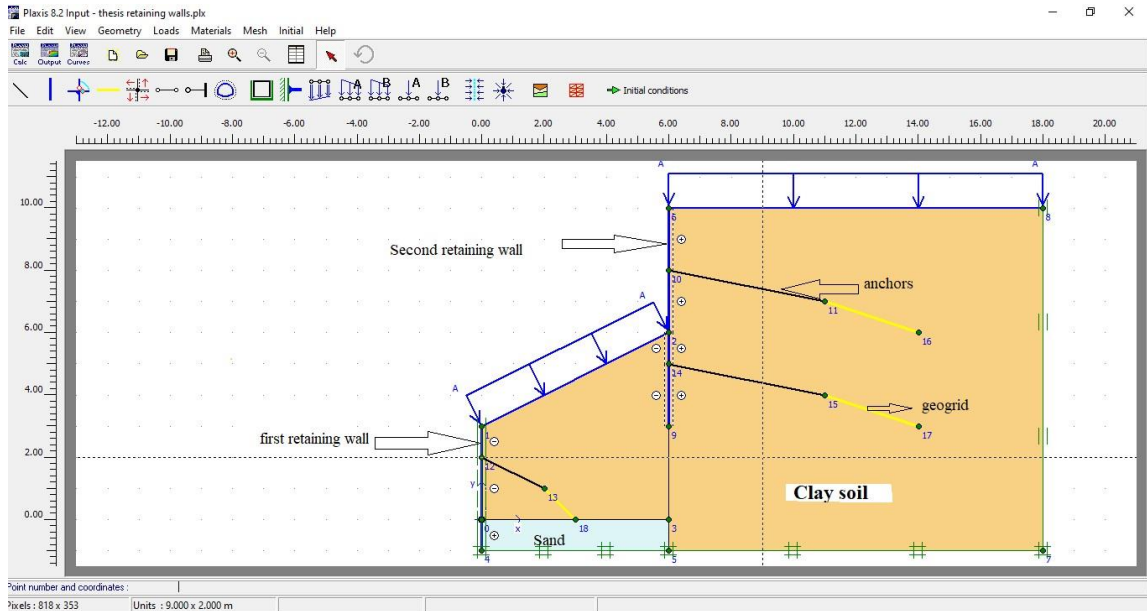 Plaxis 8.2 Input - thesis retaining walls.plx
File Edit View Geometry Loads Materials Mesh Initial Help
Calc Output Curves
A B A B Initial conditions
-12.00 -10.00 -8.00 -6.00 -4.00 -2.00 0.00 2.00 4.00 6.00 8.00 10.00 12.00 14.00 16.00 18.00 20.00
A A
10.00 6 8
Second retaining wall
8.00 10
anchors
A 11
6.00 2 16
14
4.00 A 15 geogrid
1 9 17
first retaining wall
2.00 12
y 13 Clay soil
0.00 0 x 18 3
Sand
4 5 7
Point number and coordinates :
Pixels : 818 x 353 Units : 9.000 x 2.000 m